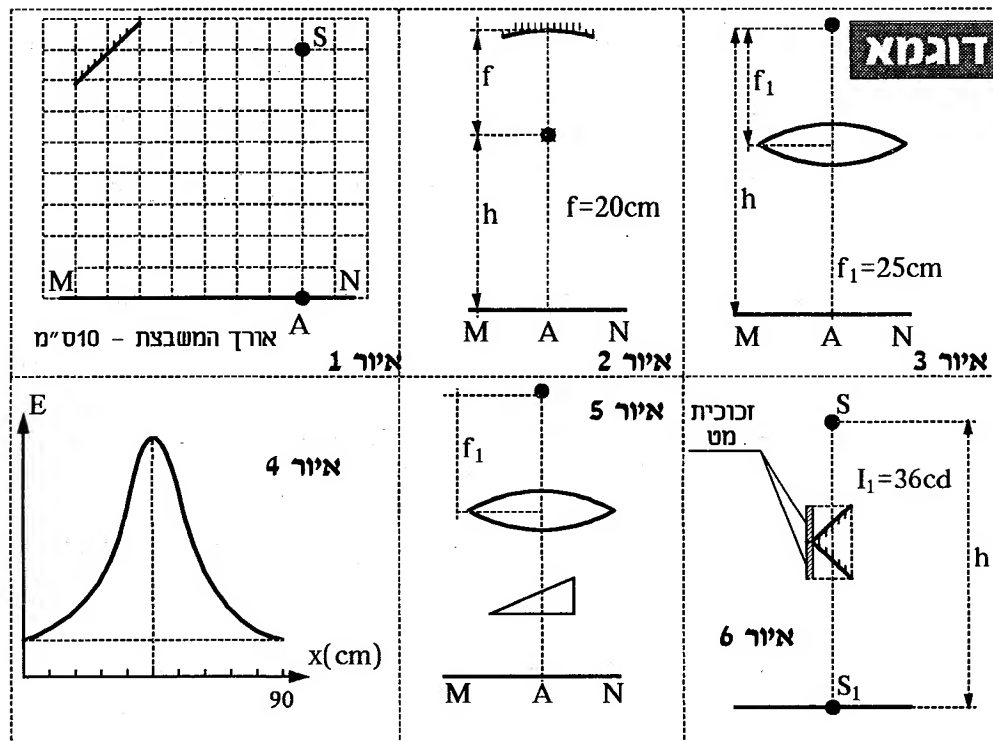 דוגמא
S
M
N
A
אורך המשבצת - 10ס״מ
איור 1
f
h
f=20cm
M A N
איור 2
f₁
h
f₁=25cm
M A N
איור 3
E
איור 4
x(cm)
90
איור 5
f₁
M A N
זכוכית
מט
S
I₁=36cd
h
איור 6
S₁